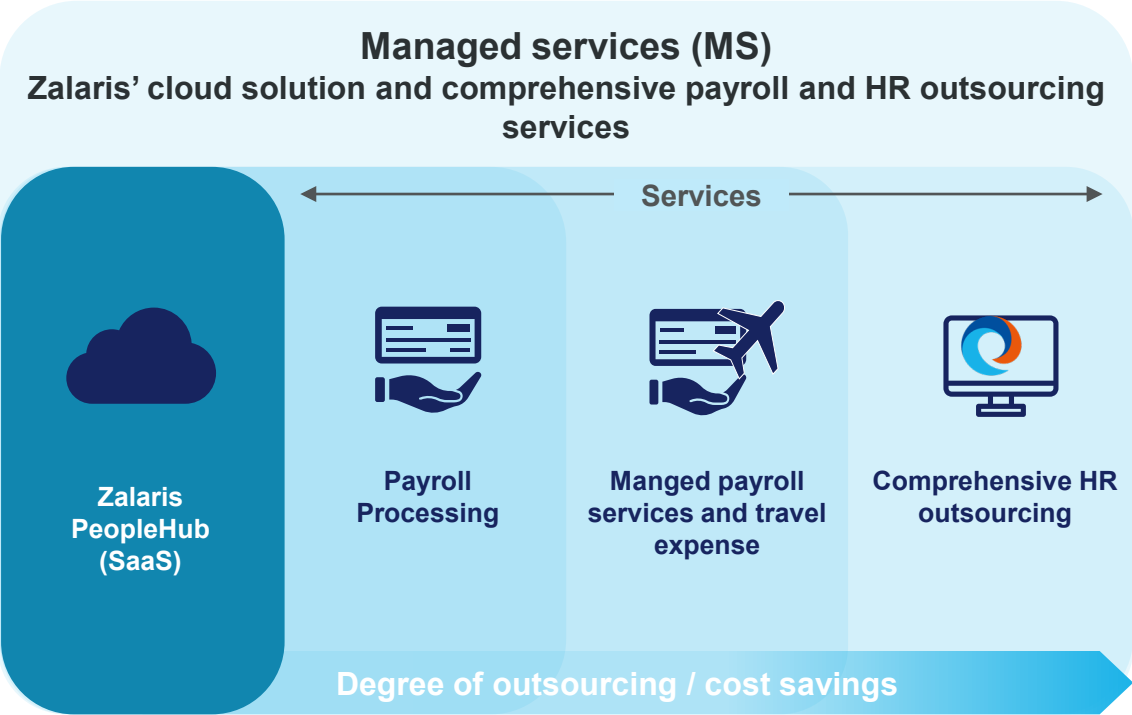 Managed services (MS)
Zalaris’ cloud solution and comprehensive payroll and HR outsourcing
services
Services
Zalaris
PeopleHub
(SaaS)
Payroll
Processing
Manged payroll
services and travel
expense
Comprehensive HR
outsourcing
Degree of outsourcing / cost savings